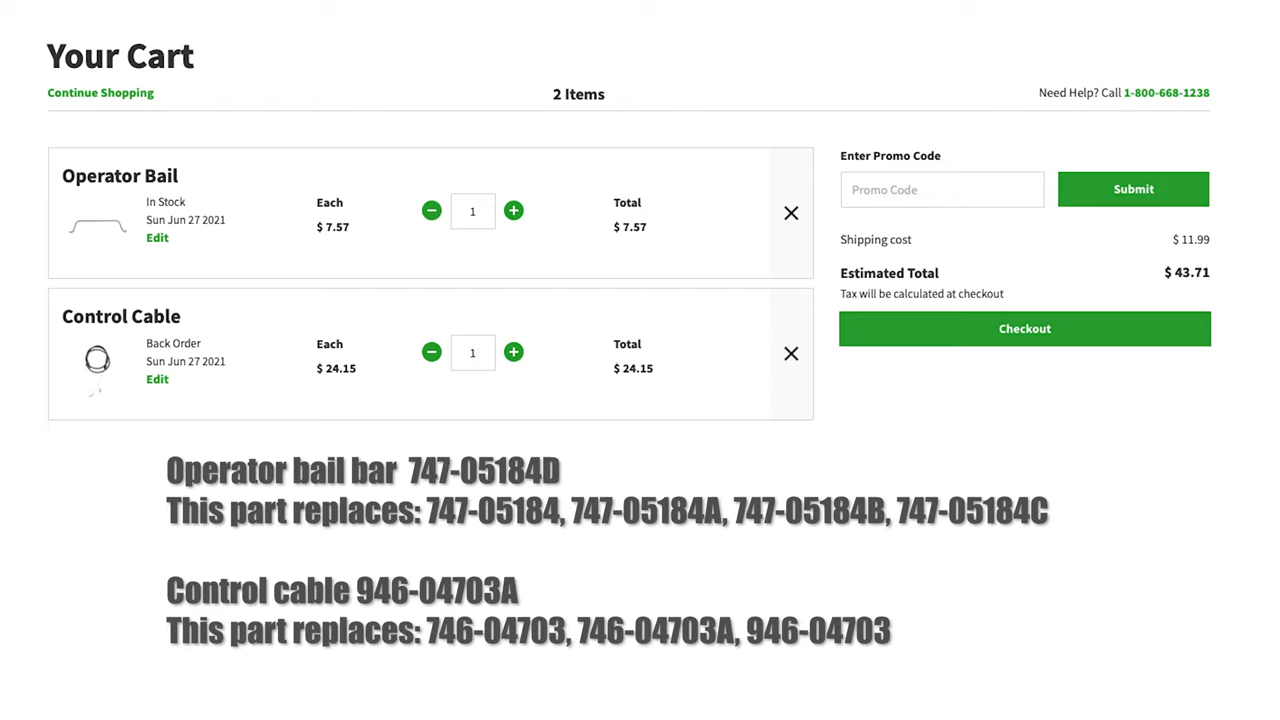 Your Cart
Continue Shopping
2 Items
Need Help? Call 1-800-668-1238
Operator Bail
In Stock
Sun Jun 27 2021
Edit
Each
$ 7.57
1
Total
$ 7.57
Control Cable
Back Order
Sun Jun 27 2021
Edit
Each
$ 24.15
1
Total
$ 24.15
Enter Promo Code
Promo Code
Submit
Shipping cost
$ 11.99
Estimated Total
$ 43.71
Tax will be calculated at checkout
Checkout
Operator bail bar 747-05184D
This part replaces: 747-05184, 747-05184A, 747-05184B, 747-05184C
Control cable 946-04703A
This part replaces: 746-04703, 746-04703A, 946-04703